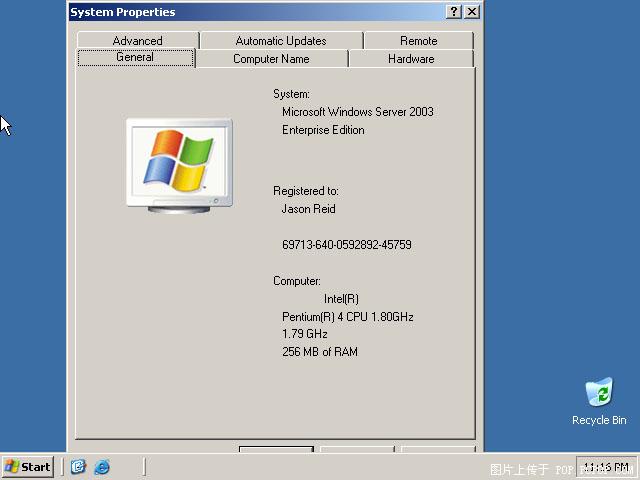 System Properties
Advanced
Automatic Updates
Remote
General
Computer Name
Hardware
System:
Microsoft Windows Server 2003
Enterprise Edition
Registered to:
Jason Reid
69713-640-0592892-45759
Computer:
Intel(R)
Pentium(R) 4 CPU 1.80GHz
1.79 GHz
256 MB of RAM
Recycle Bin
Start
11:16 PM
图片上传于